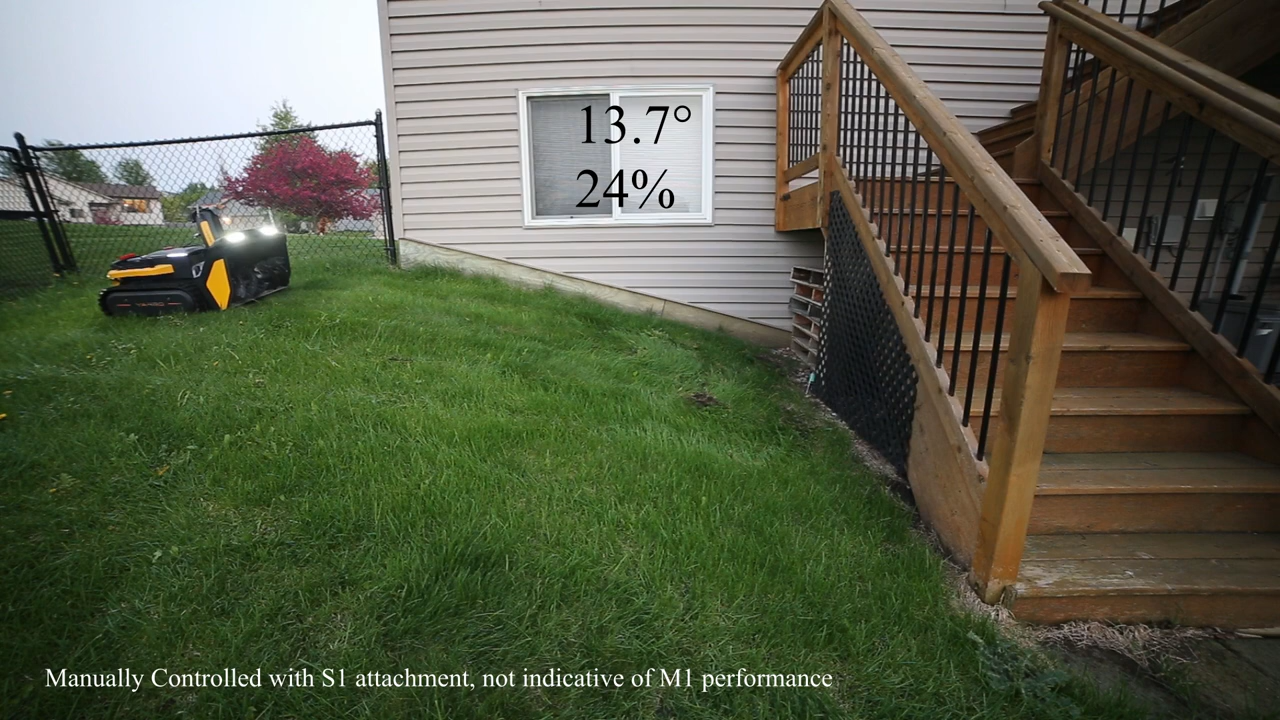 13.7°
24%
Manually Controlled with S1 attachment, not indicative of M1 performance